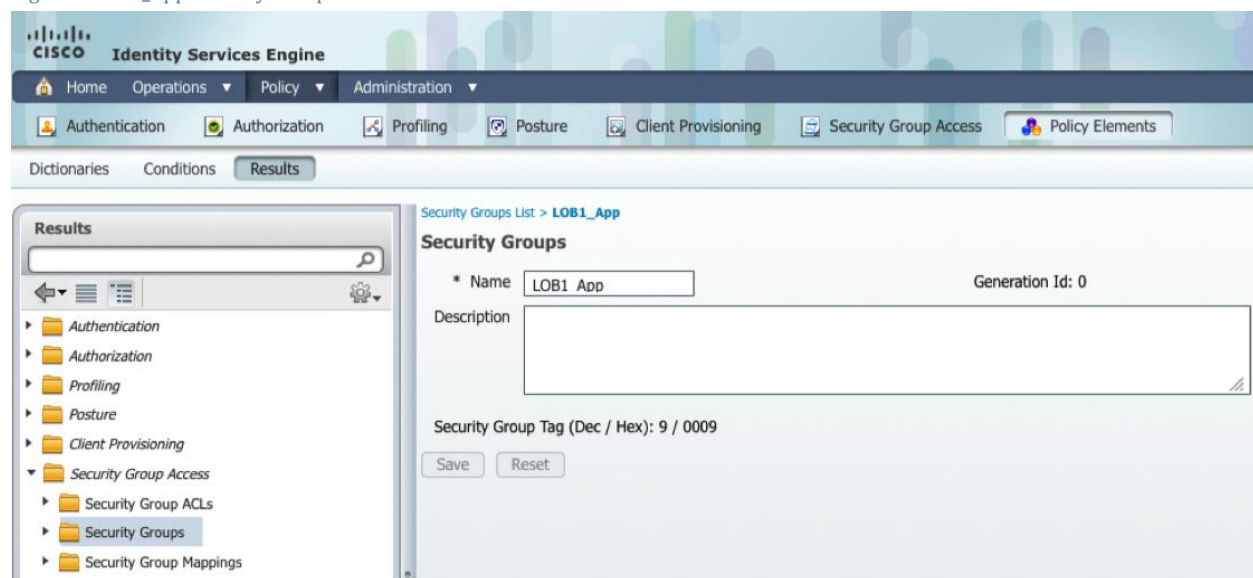 CISCO Identity Services Engine
Home Operations Policy Administration
Authentication Authorization Profiling Posture Client Provisioning Security Group Access Policy Elements
Dictionaries Conditions Results
Results
Authentication
Authorization
Profiling
Posture
Client Provisioning
Security Group Access
Security Group ACLs
Security Groups
Security Group Mappings
Security Groups List > LOB1_App
Security Groups
* Name LOB1_App Generation Id: 0
Description
Security Group Tag (Dec / Hex): 9 / 0009
Save Reset